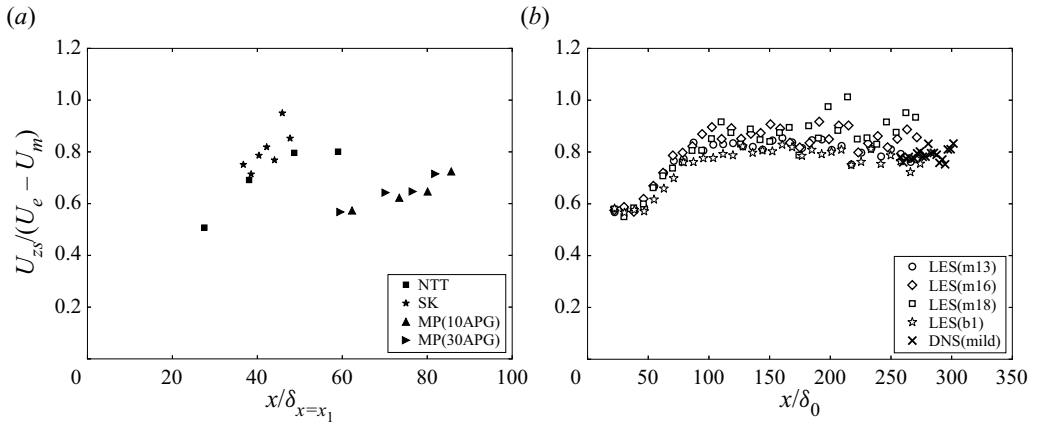 (a)
1.2
1.0
0.8
0.6
0.4
0.2
0
20
40
60
80
100
U_{zs}/(U_e − U_m)
x/δ_{x=x_1}
NTT
SK
MP(10APG)
MP(30APG)
(b)
1.2
1.0
0.8
0.6
0.4
0.2
0
50
100
150
200
250
300
350
x/δ_0
LES(m13)
LES(m16)
LES(m18)
LES(b1)
DNS(mild)